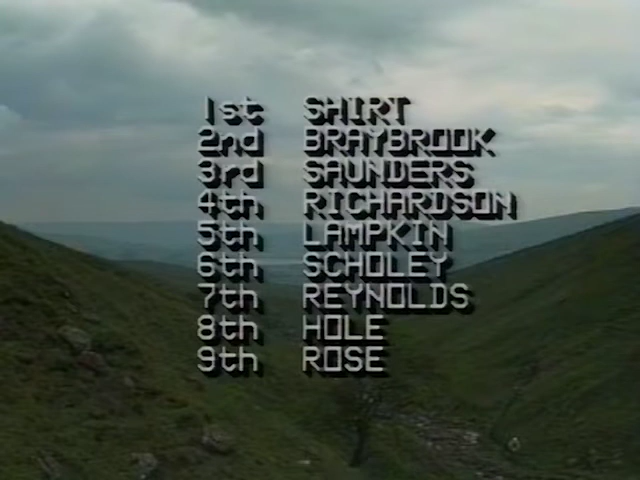 1st SHIRT
2nd BRAYBROOK
3rd SAUNDERS
4th RICHARDSON
5th LAMPKIN
6th SCHOLEY
7th REYNOLDS
8th HOLE
9th ROSE